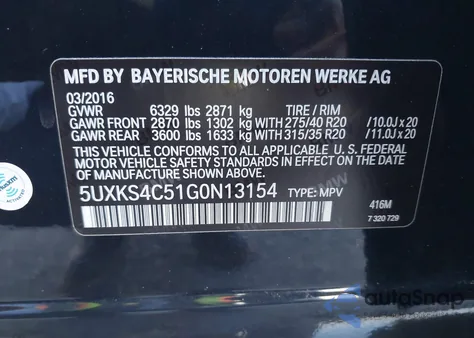 MFD BY BAYERISCHE MOTOREN WERKE AG
03/2016
GVWR 6329 lbs 2871 kg TIRE / RIM
GAWR FRONT 2870 lbs 1302 kg WITH 275/40 R20 /10.0J x 20
GAWR REAR 3600 lbs 1633 kg WITH 315/35 R20 /11.0J x 20
THIS VEHICLE CONFORMS TO ALL APPLICABLE U. S. FEDERAL
MOTOR VEHICLE SAFETY STANDARDS IN EFFECT ON THE
DATE OF MANUFACTURE SHOWN ABOVE.
5UXKS4C51G0N13154 TYPE: MPV
416M
7 320 729
autoSnap